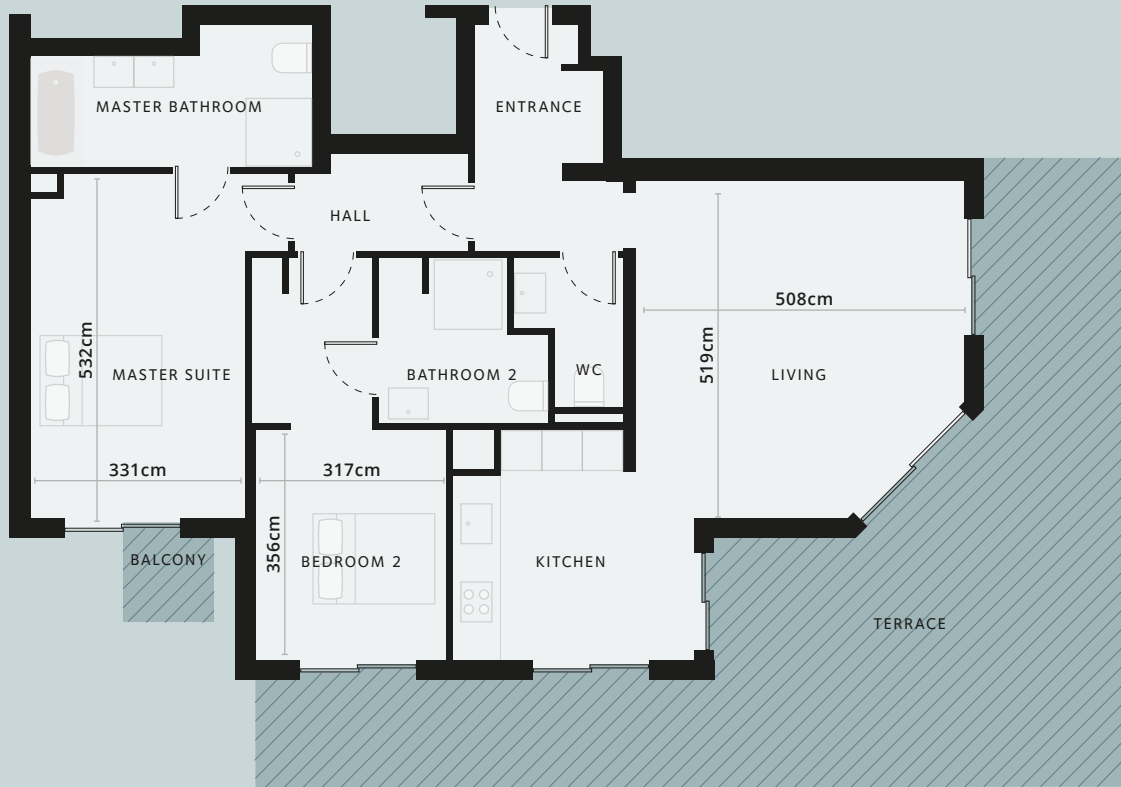 MASTER BATHROOM
ENTRANCE
HALL
508cm
532cm
519cm
MASTER SUITE
BATHROOM 2
WC
LIVING
331cm
317cm
356cm
BALCONY
BEDROOM 2
KITCHEN
TERRACE